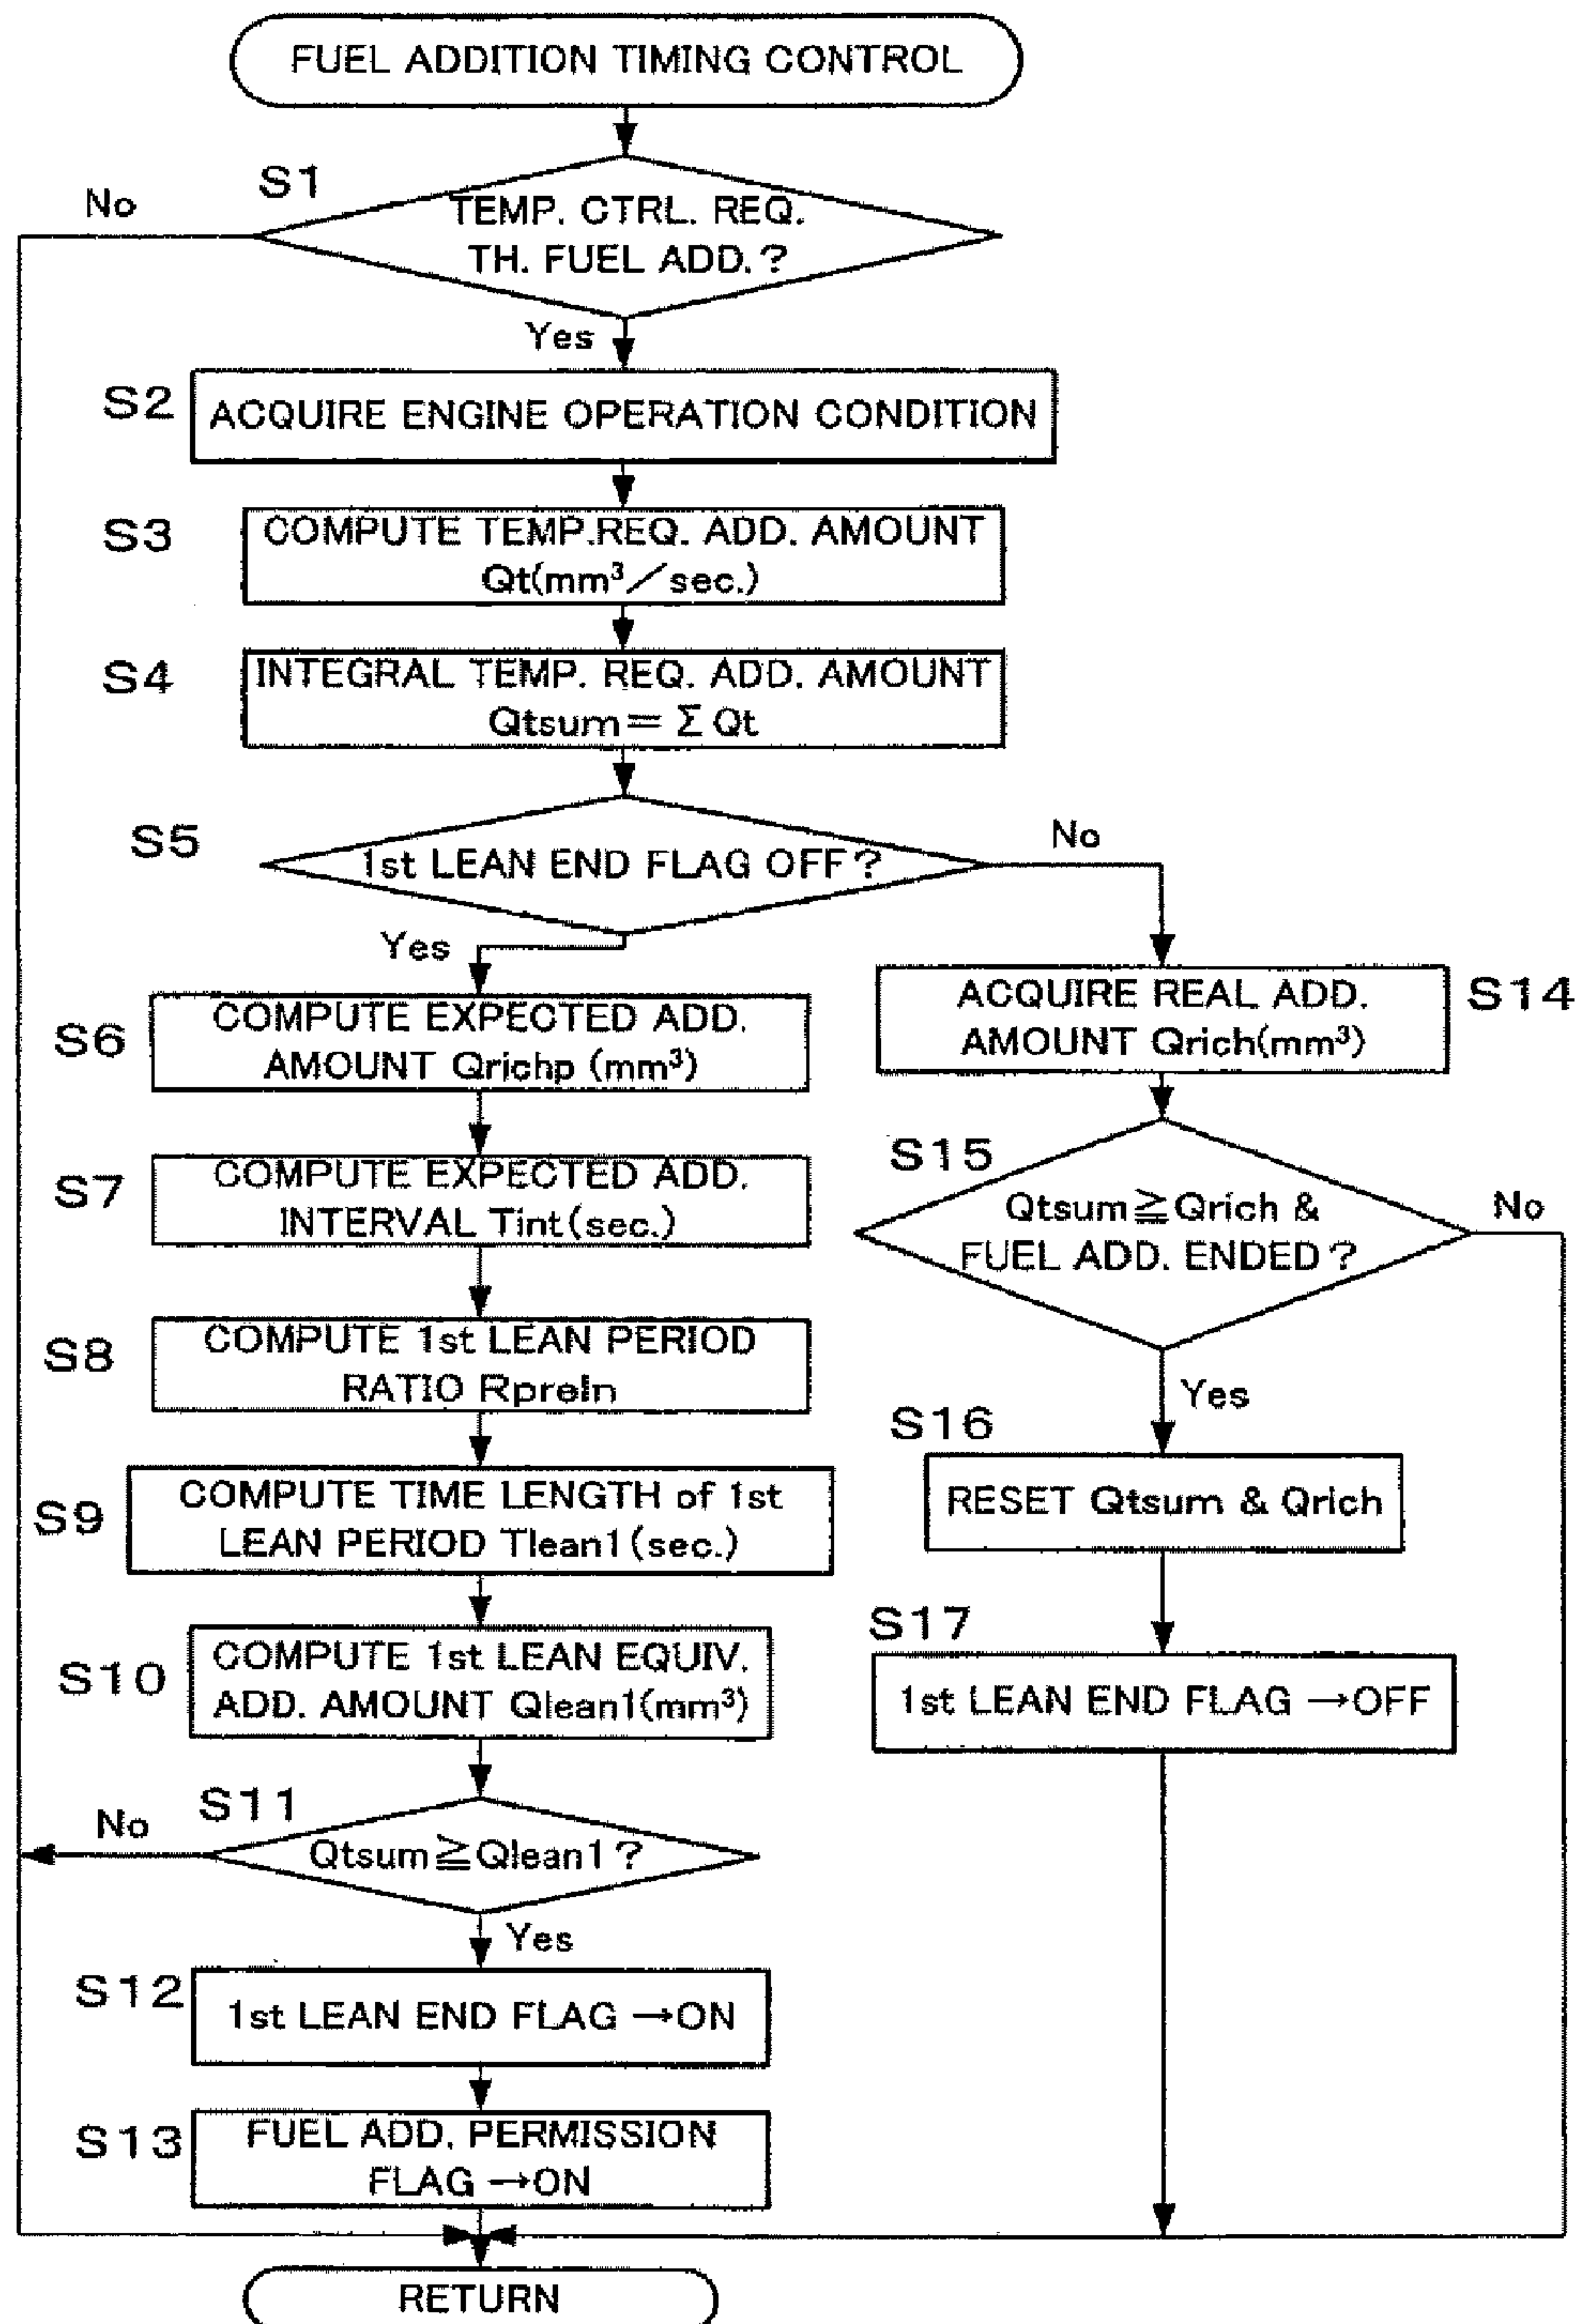 FUEL ADDITION TIMING CONTROL
S1
No
TEMP. CTRL. REQ.
TH. FUEL ADD.?
Yes
S2
ACQUIRE ENGINE OPERATION CONDITION
S3
COMPUTE TEMP.REQ. ADD. AMOUNT
Qt(mm³／sec.)
S4
INTEGRAL TEMP. REQ. ADD. AMOUNT
Qtsum＝Σ Qt
S5
1st LEAN END FLAG OFF?
No
Yes
S6
COMPUTE EXPECTED ADD.
AMOUNT Qrichp (mm³)
S7
COMPUTE EXPECTED ADD.
INTERVAL Tint(sec.)
S8
COMPUTE 1st LEAN PERIOD
RATIO Rpreln
S9
COMPUTE TIME LENGTH of 1st
LEAN PERIOD Tlean1(sec.)
S10
COMPUTE 1st LEAN EQUIV.
ADD. AMOUNT Qlean1(mm³)
S11
No
Qtsum≧Qlean1?
Yes
S12
1st LEAN END FLAG →ON
S13
FUEL ADD. PERMISSION
FLAG →ON
S14
ACQUIRE REAL ADD.
AMOUNT Qrich(mm³)
S15
Qtsum≧Qrich &
FUEL ADD. ENDED?
No
Yes
S16
RESET Qtsum & Qrich
S17
1st LEAN END FLAG →OFF
RETURN